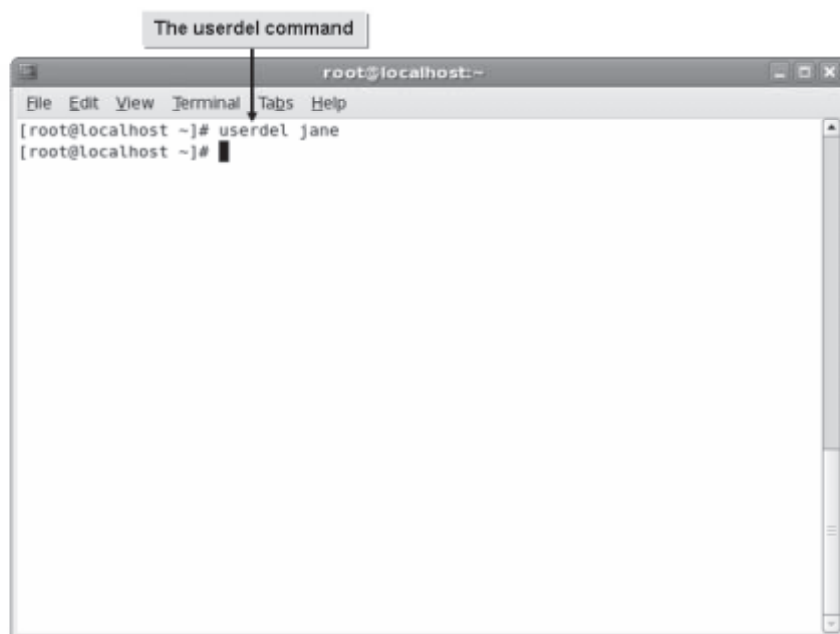 The userdel command
root@localhost:~
File Edit View Terminal Tabs Help
[root@localhost ~]# userdel jane
[root@localhost ~]#